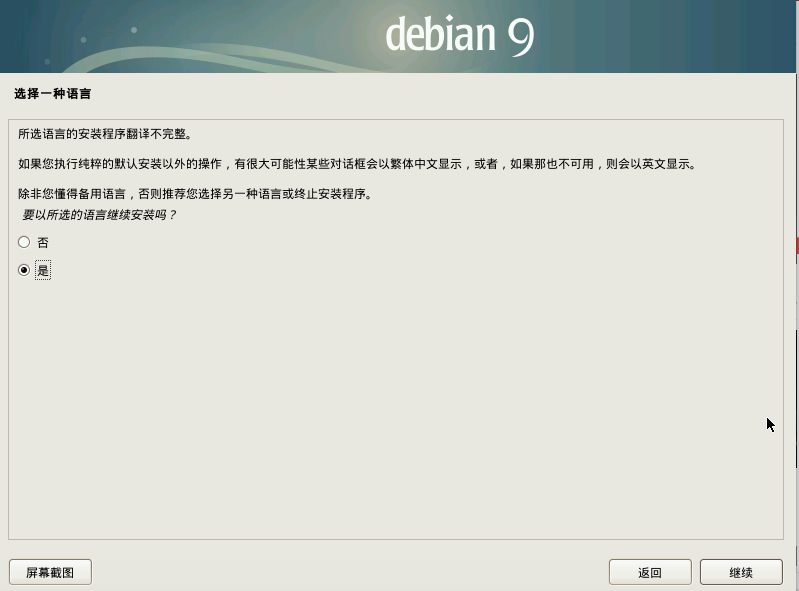 debian 9
选择一种语言
所选语言的安装程序翻译不完整。
如果您执行纯粹的默认安装以外的操作，有很大可能性某些对话框会以繁体中文显示，或者，如果那也不可用，则会以英文显示。
除非您懂得备用语言，否则推荐您选择另一种语言或终止安装程序。
要以所选的语言继续安装吗？
否
是
屏幕截图
返回
继续